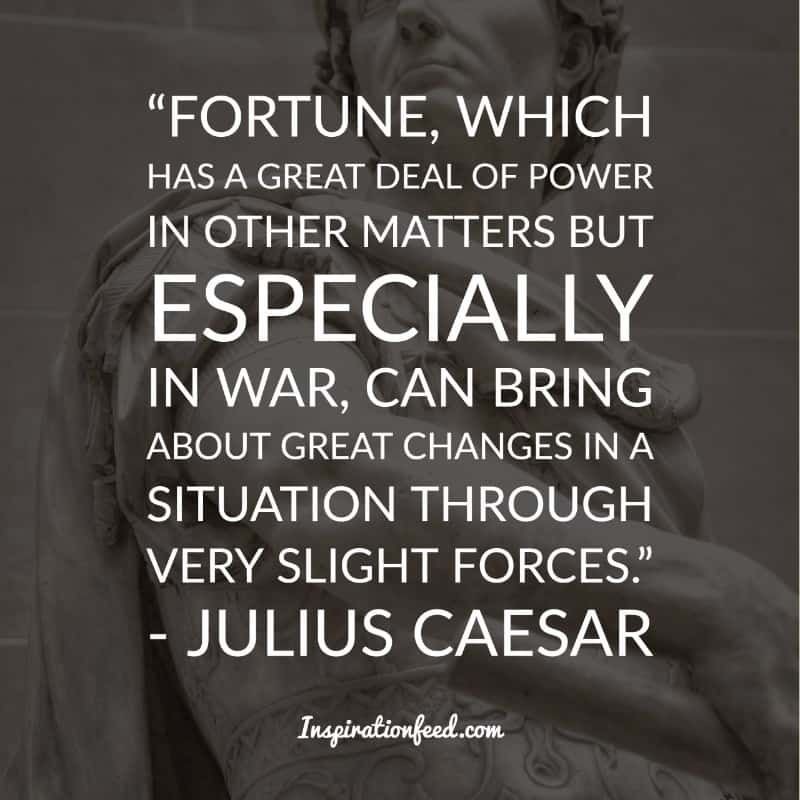 “FORTUNE, WHICH
HAS A GREAT DEAL OF POWER
IN OTHER MATTERS BUT
ESPECIALLY
IN WAR, CAN BRING
ABOUT GREAT CHANGES IN A
SITUATION THROUGH
VERY SLIGHT FORCES.”
- JULIUS CAESAR
Inspirationfeed.com